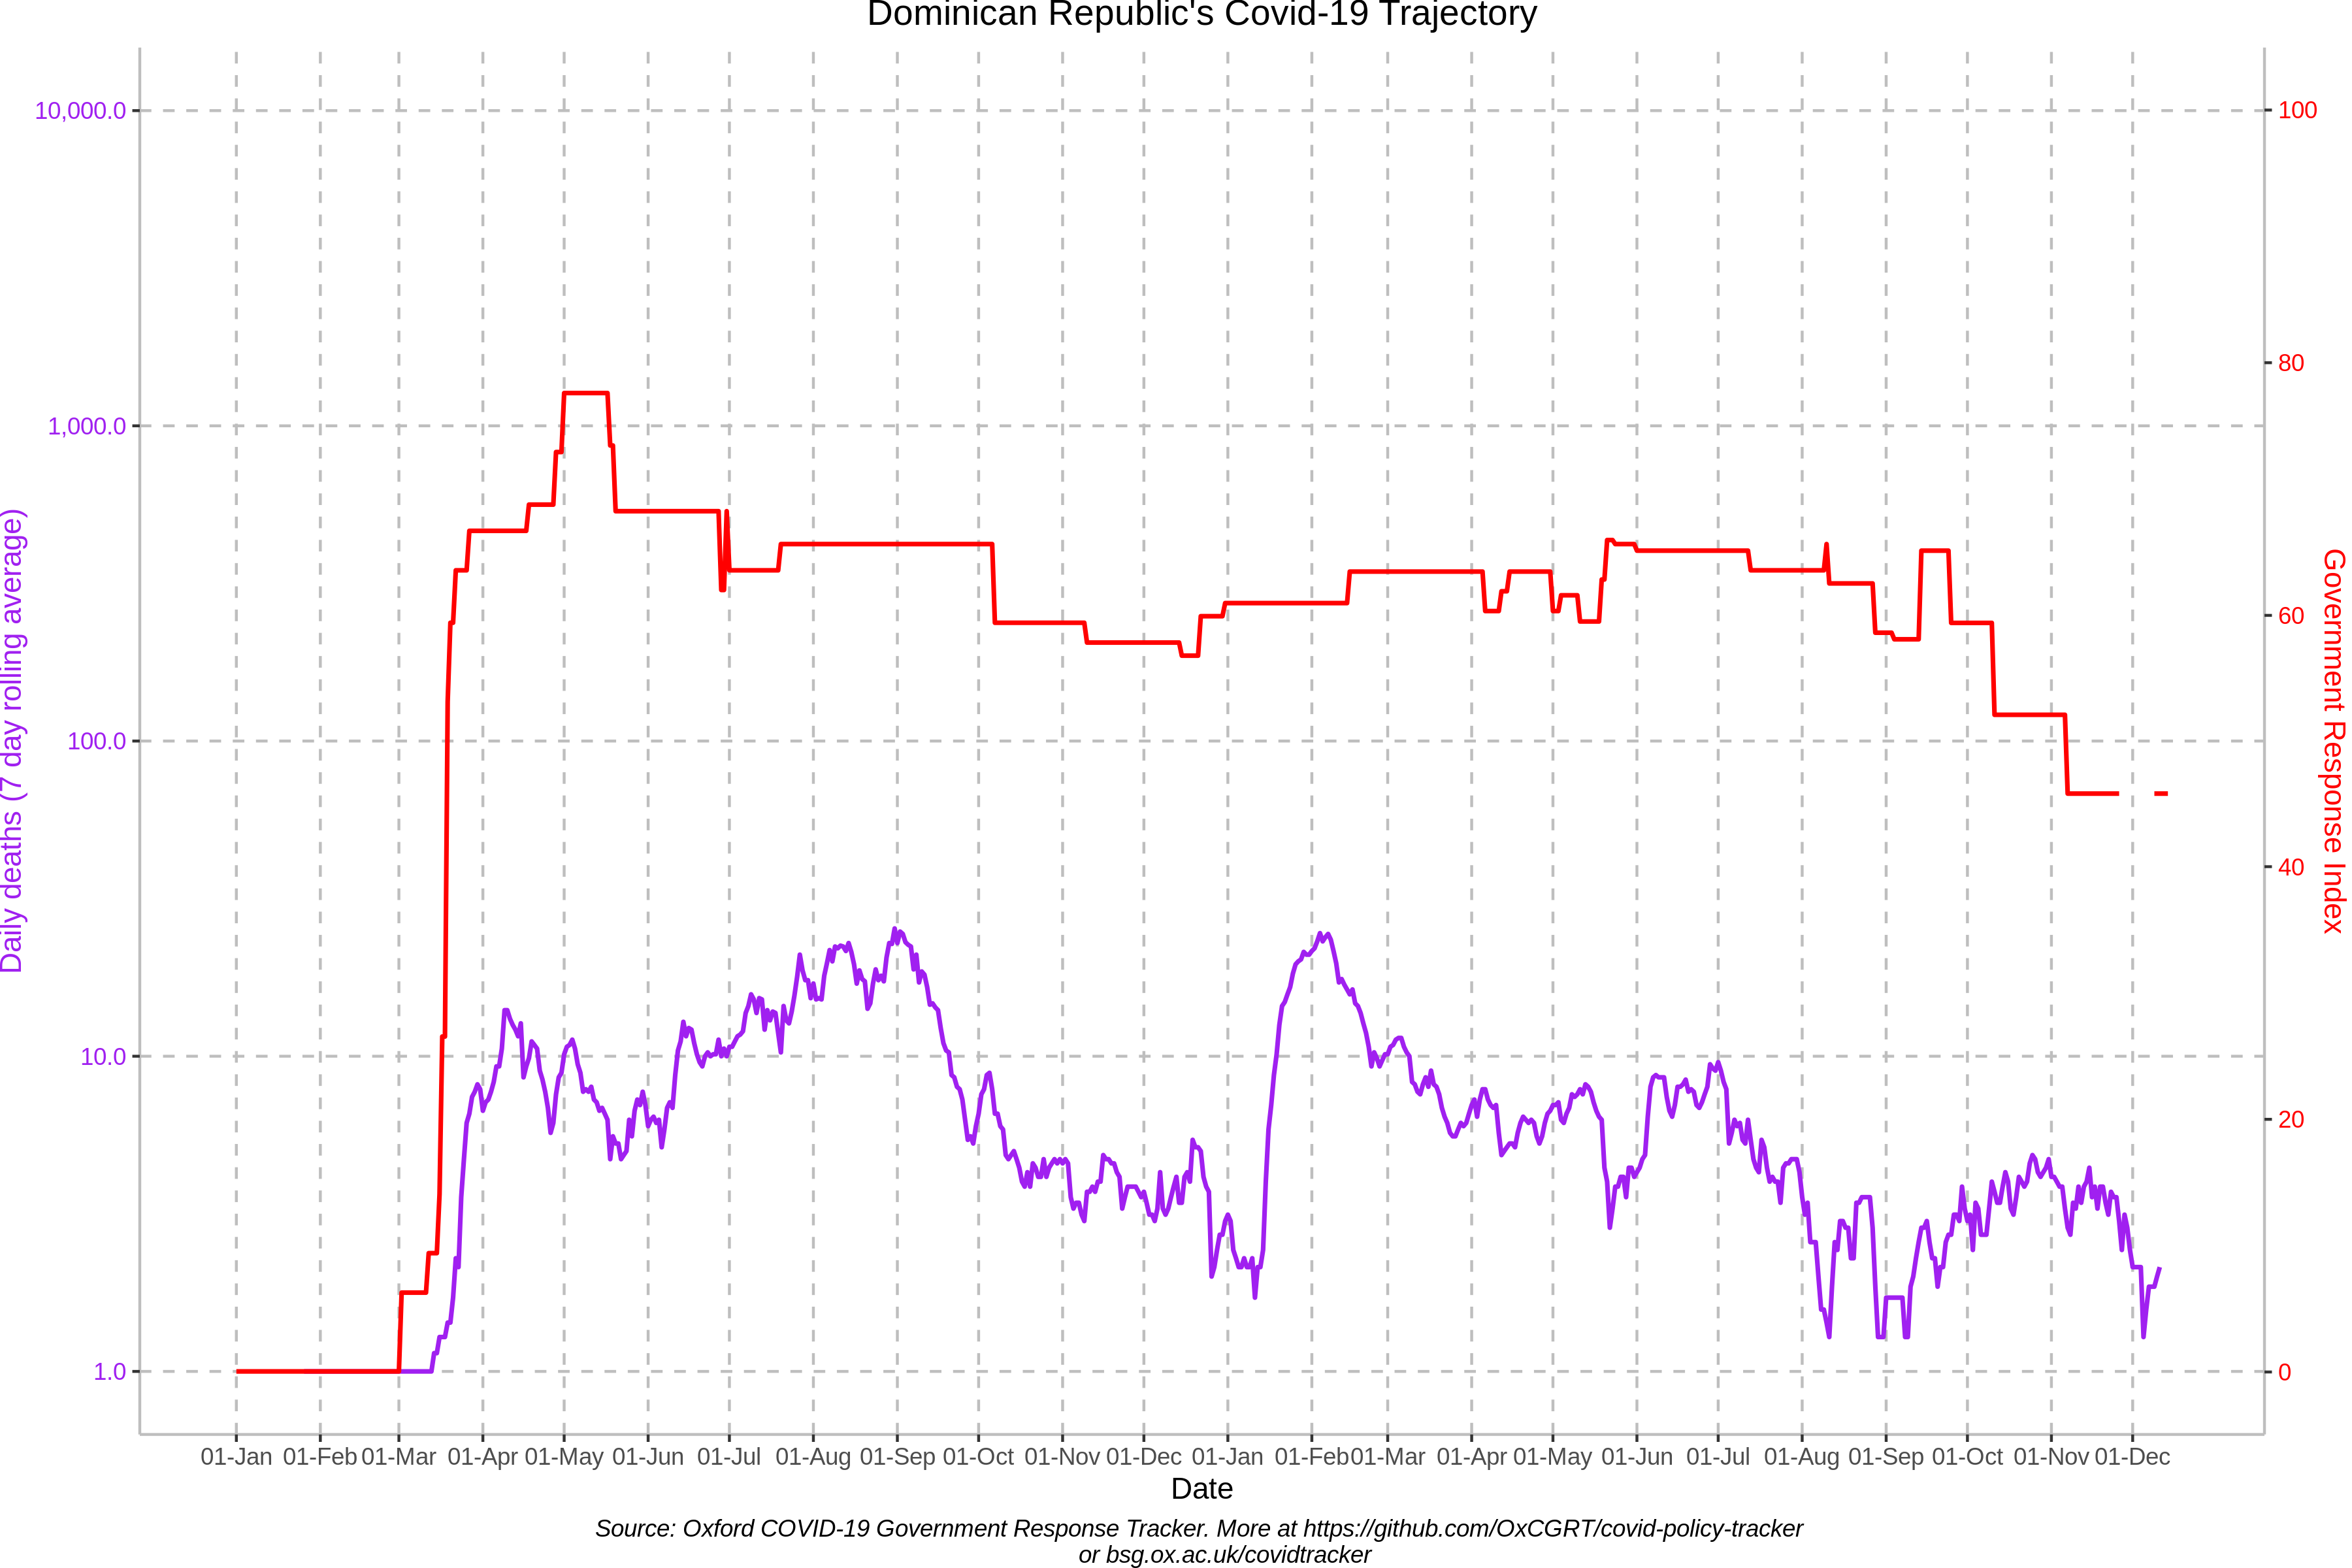 Dominican Republic's Covid-19 Trajectory
10,000.0
1,000.0
100.0
10.0
1.0
Daily deaths (7 day rolling average)
100
80
60
40
20
0
Government Response Index
01-Jan 01-Feb 01-Mar 01-Apr 01-May 01-Jun 01-Jul 01-Aug 01-Sep 01-Oct 01-Nov 01-Dec 01-Jan 01-Feb 01-Mar 01-Apr 01-May 01-Jun 01-Jul 01-Aug 01-Sep 01-Oct 01-Nov 01-Dec
Date
Source: Oxford COVID-19 Government Response Tracker. More at https://github.com/OxCGRT/covid-policy-tracker
or bsg.ox.ac.uk/covidtracker